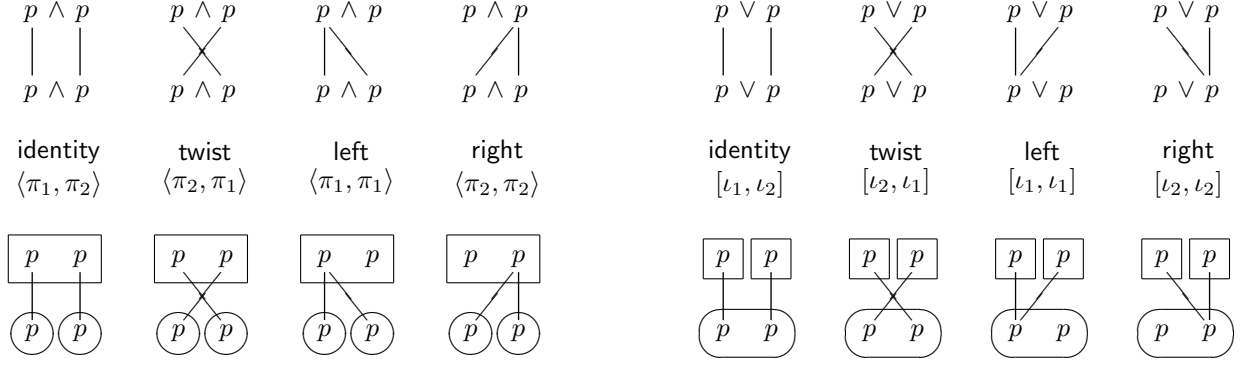 p ∧ p p ∧ p p ∧ p p ∧ p p ∨ p p ∨ p p ∨ p p ∨ p
p ∧ p p ∧ p p ∧ p p ∧ p p ∨ p p ∨ p p ∨ p p ∨ p
identity twist left right identity twist left right
⟨π₁, π₂⟩ ⟨π₂, π₁⟩ ⟨π₁, π₁⟩ ⟨π₂, π₂⟩ [ι₁, ι₂] [ι₂, ι₁] [ι₁, ι₁] [ι₂, ι₂]
p p p p p p p p p p p p p p p p
p p p p p p p p p p p p p p p p